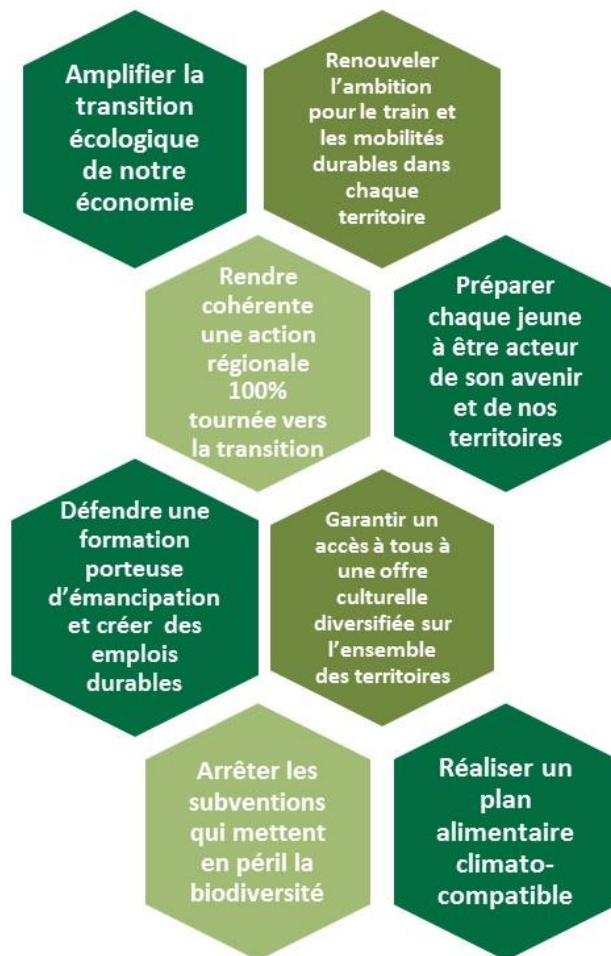 Amplifier la
transition
écologique
de notre
économie
Renouveler
l'ambition
pour le train et
les mobilités
durables dans
chaque
territoire
Rendre
cohérente
une action
régionale
100%
tournée vers
la transition
Préparer
chaque jeune
à être acteur
de son avenir
et de nos
territoires
Défendre une
formation
porteuse
d'émancipation
et créer des
emplois
durables
Garantir un
accès à tous à
une offre
culturelle
diversifiée sur
l'ensemble
des territoires
Arrêter les
subventions
qui mettent
en péril la
biodiversité
Réaliser un
plan
alimentaire
climato-
compatible